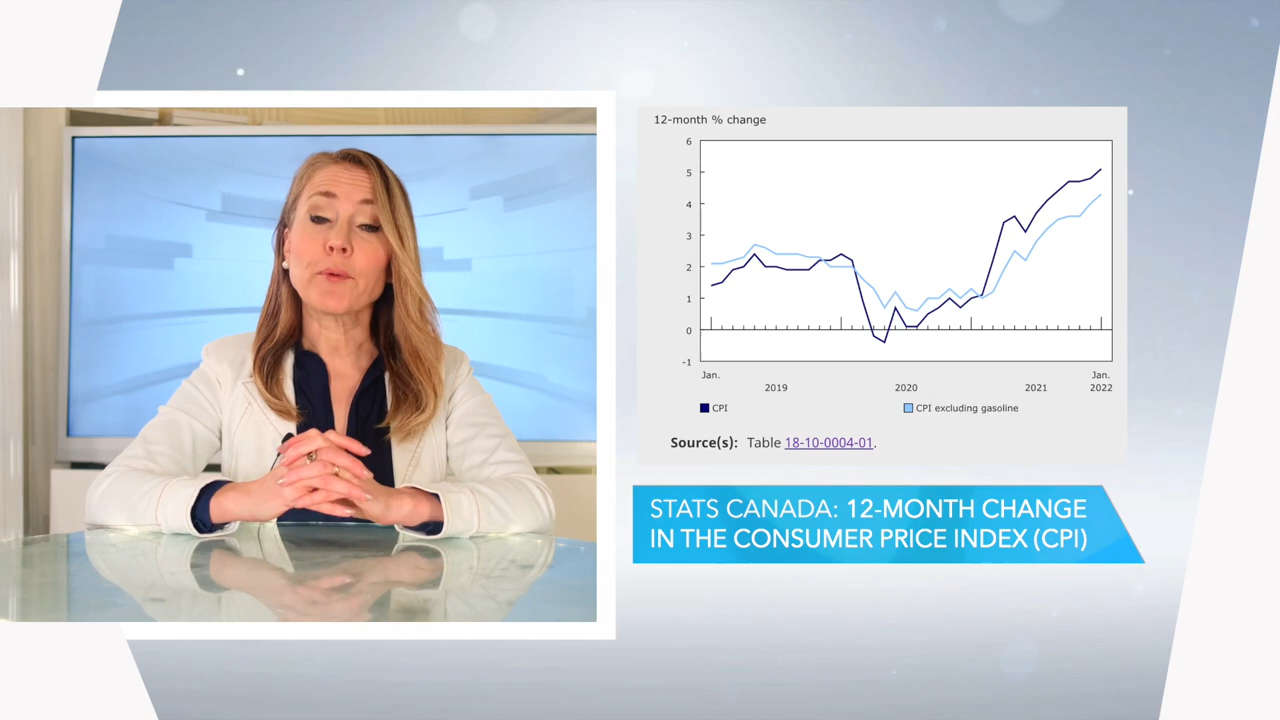 12-month % change
6
5
4
3
2
1
0
-1
Jan.
Jan.
2019
2020
2021
2022
CPI
CPI excluding gasoline
Source(s): Table 18-10-0004-01.
STATS CANADA: 12-MONTH CHANGE
IN THE CONSUMER PRICE INDEX (CPI)